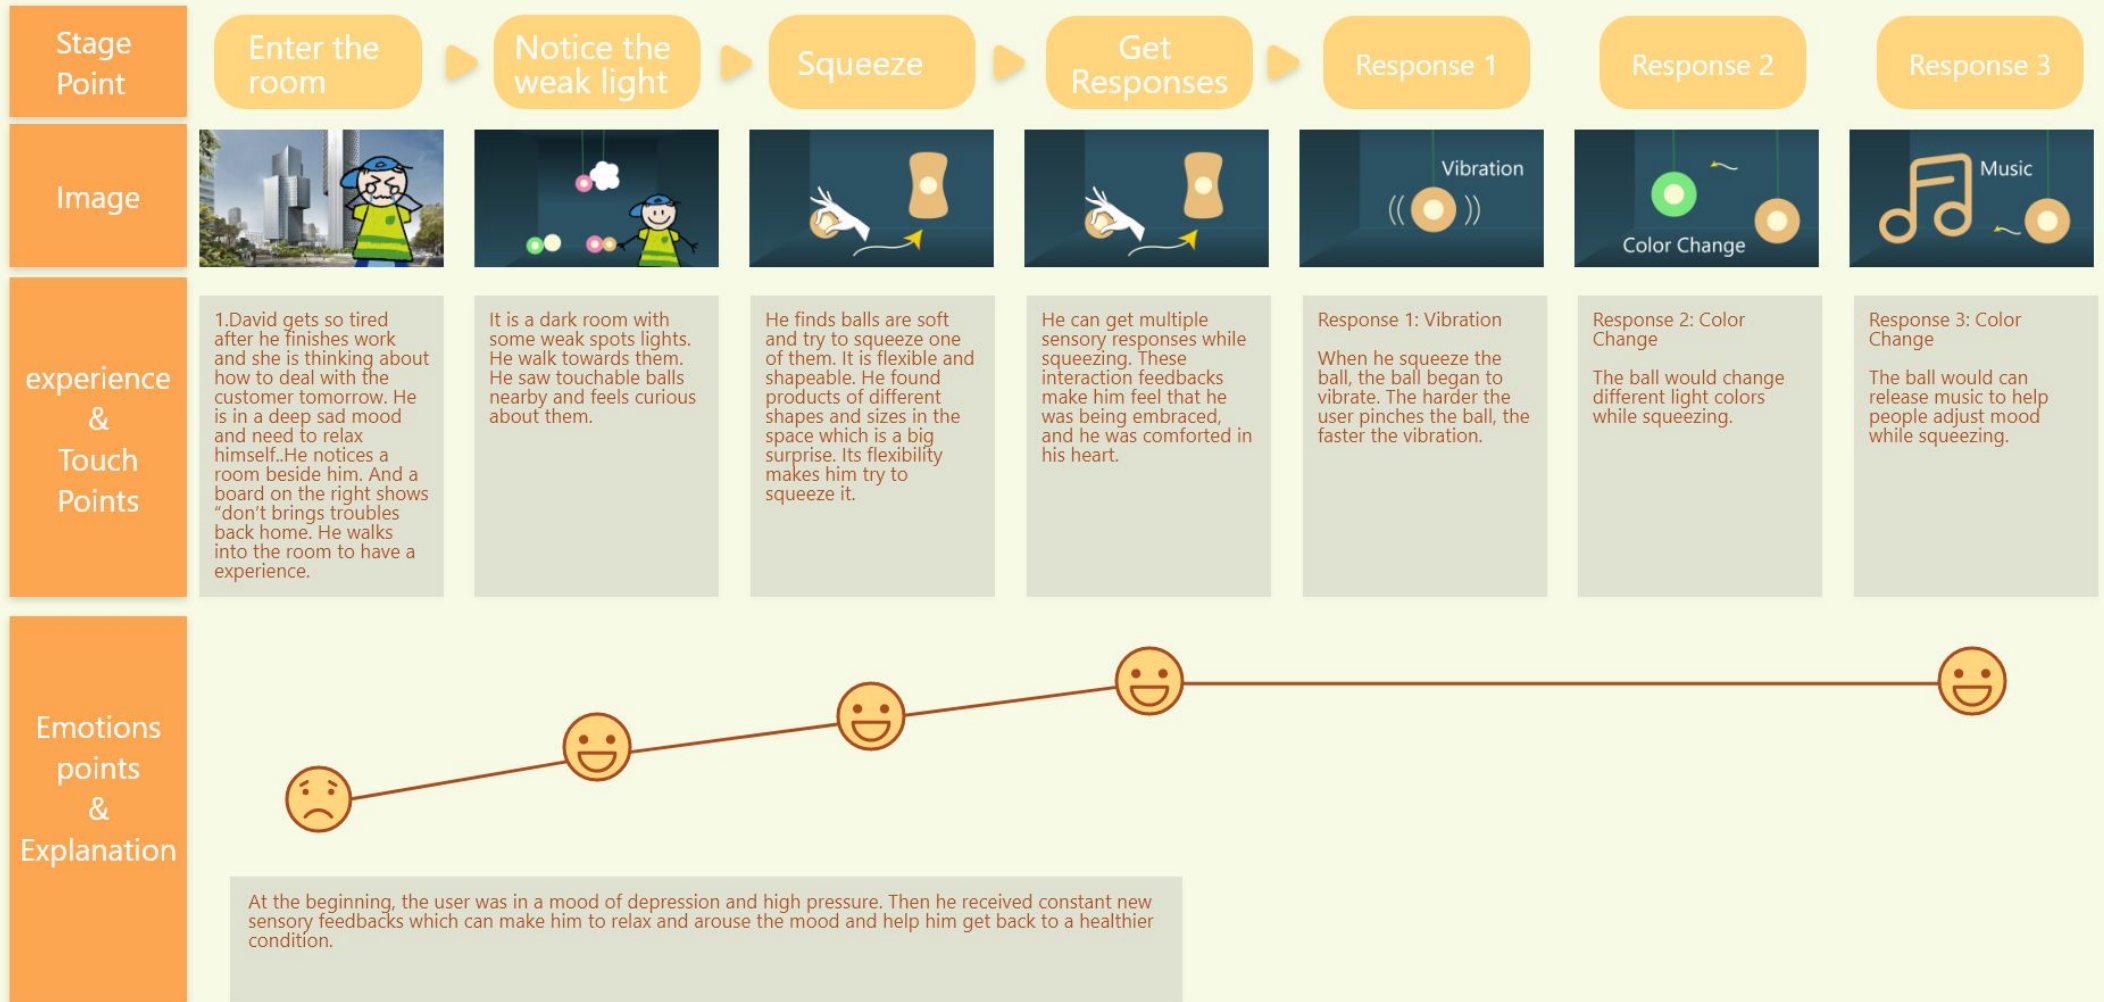 Stage
Point
Enter the
room
Notice the
weak light
Squeeze
Get
Responses
Response 1
Response 2
Response 3
Image
Vibration
Color Change
Music
experience
&
Touch
Points
1.David gets so tired
after he finishes work
and she is thinking about
how to deal with the
customer tomorrow. He
is in a deep sad mood
and need to relax
himself..He notices a
room beside him. And a
board on the right shows
“don’t brings troubles
back home. He walks
into the room to have a
experience.
It is a dark room with
some weak spots lights.
He walk towards them.
He saw touchable balls
nearby and feels curious
about them.
He finds balls are soft
and try to squeeze one
of them. It is flexible and
shapeable. He found
products of different
shapes and sizes in the
space which is a big
surprise. Its flexibility
makes him try to
squeeze it.
He can get multiple
sensory responses while
squeezing. These
interaction feedbacks
make him feel that he
was being embraced,
and he was comforted in
his heart.
Response 1: Vibration
When he squeeze the
ball, the ball began to
vibrate. The harder the
user pinches the ball, the
faster the vibration.
Response 2: Color
Change
The ball would change
different light colors
while squeezing.
Response 3: Color
Change
The ball would can
release music to help
people adjust mood
while squeezing.
Emotions
points
&
Explanation
At the beginning, the user was in a mood of depression and high pressure. Then he received constant new
sensory feedbacks which can make him to relax and arouse the mood and help him get back to a healthier
condition.